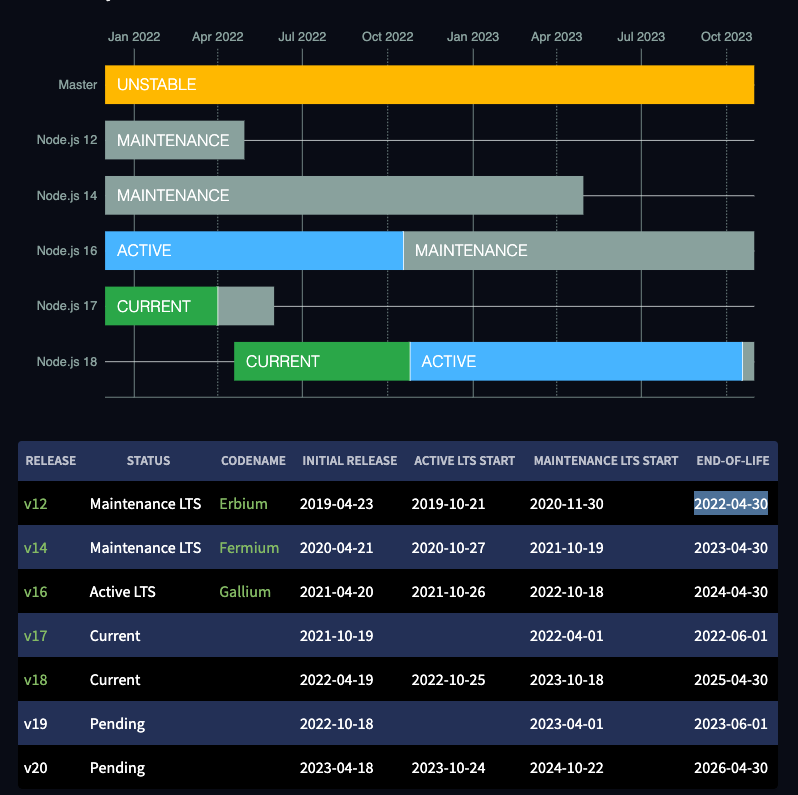 Jan 2022 Apr 2022 Jul 2022 Oct 2022 Jan 2023 Apr 2023 Jul 2023 Oct 2023
Master UNSTABLE
Node.js 12 MAINTENANCE
Node.js 14 MAINTENANCE
Node.js 16 ACTIVE MAINTENANCE
Node.js 17 CURRENT
Node.js 18 CURRENT ACTIVE
RELEASE STATUS CODENAME INITIAL RELEASE ACTIVE LTS START MAINTENANCE LTS START END-OF-LIFE
v12 Maintenance LTS Erbium 2019-04-23 2019-10-21 2020-11-30 2022-04-30
v14 Maintenance LTS Fermium 2020-04-21 2020-10-27 2021-10-19 2023-04-30
v16 Active LTS Gallium 2021-04-20 2021-10-26 2022-10-18 2024-04-30
v17 Current 2021-10-19 2022-04-01 2022-06-01
v18 Current 2022-04-19 2022-10-25 2023-10-18 2025-04-30
v19 Pending 2022-10-18 2023-04-01 2023-06-01
v20 Pending 2023-04-18 2023-10-24 2024-10-22 2026-04-30